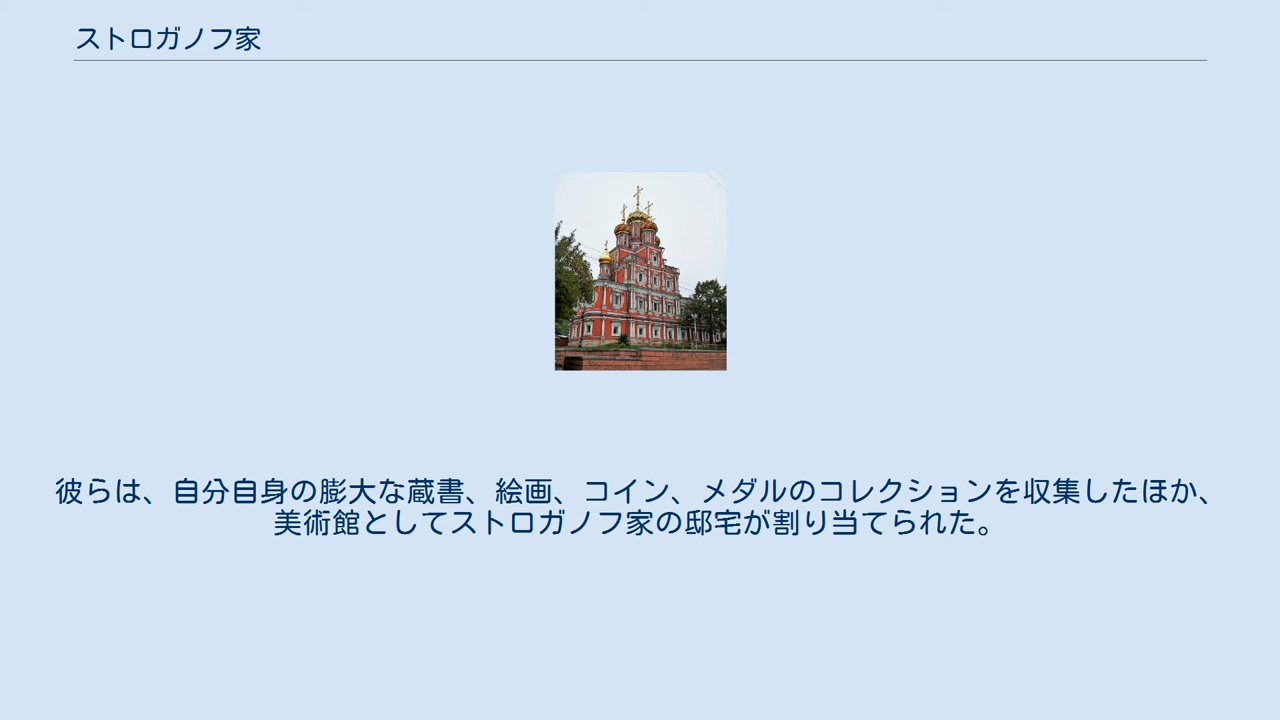 ストロガノフ家
彼らは、自分自身の膨大な蔵書、絵画、コイン、メダルのコレクションを収集したほか、
美術館としてストロガノフ家の邸宅が割り当てられた。